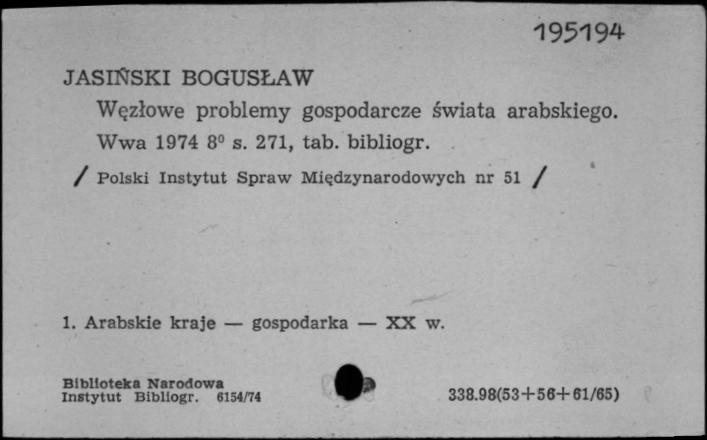 195194
JASIŃSKI BOGUSŁAW
Węzłowe problemy gospodarcze świata arabskiego.
Wwa 1974 8⁰ s. 271, tab. bibliogr.
/ Polski Instytut Spraw Międzynarodowych nr 51 /
1. Arabskie kraje — gospodarka — XX w.
Biblioteka Narodowa
Instytut Bibliogr. 6154/74
338.98(53+56+61/65)